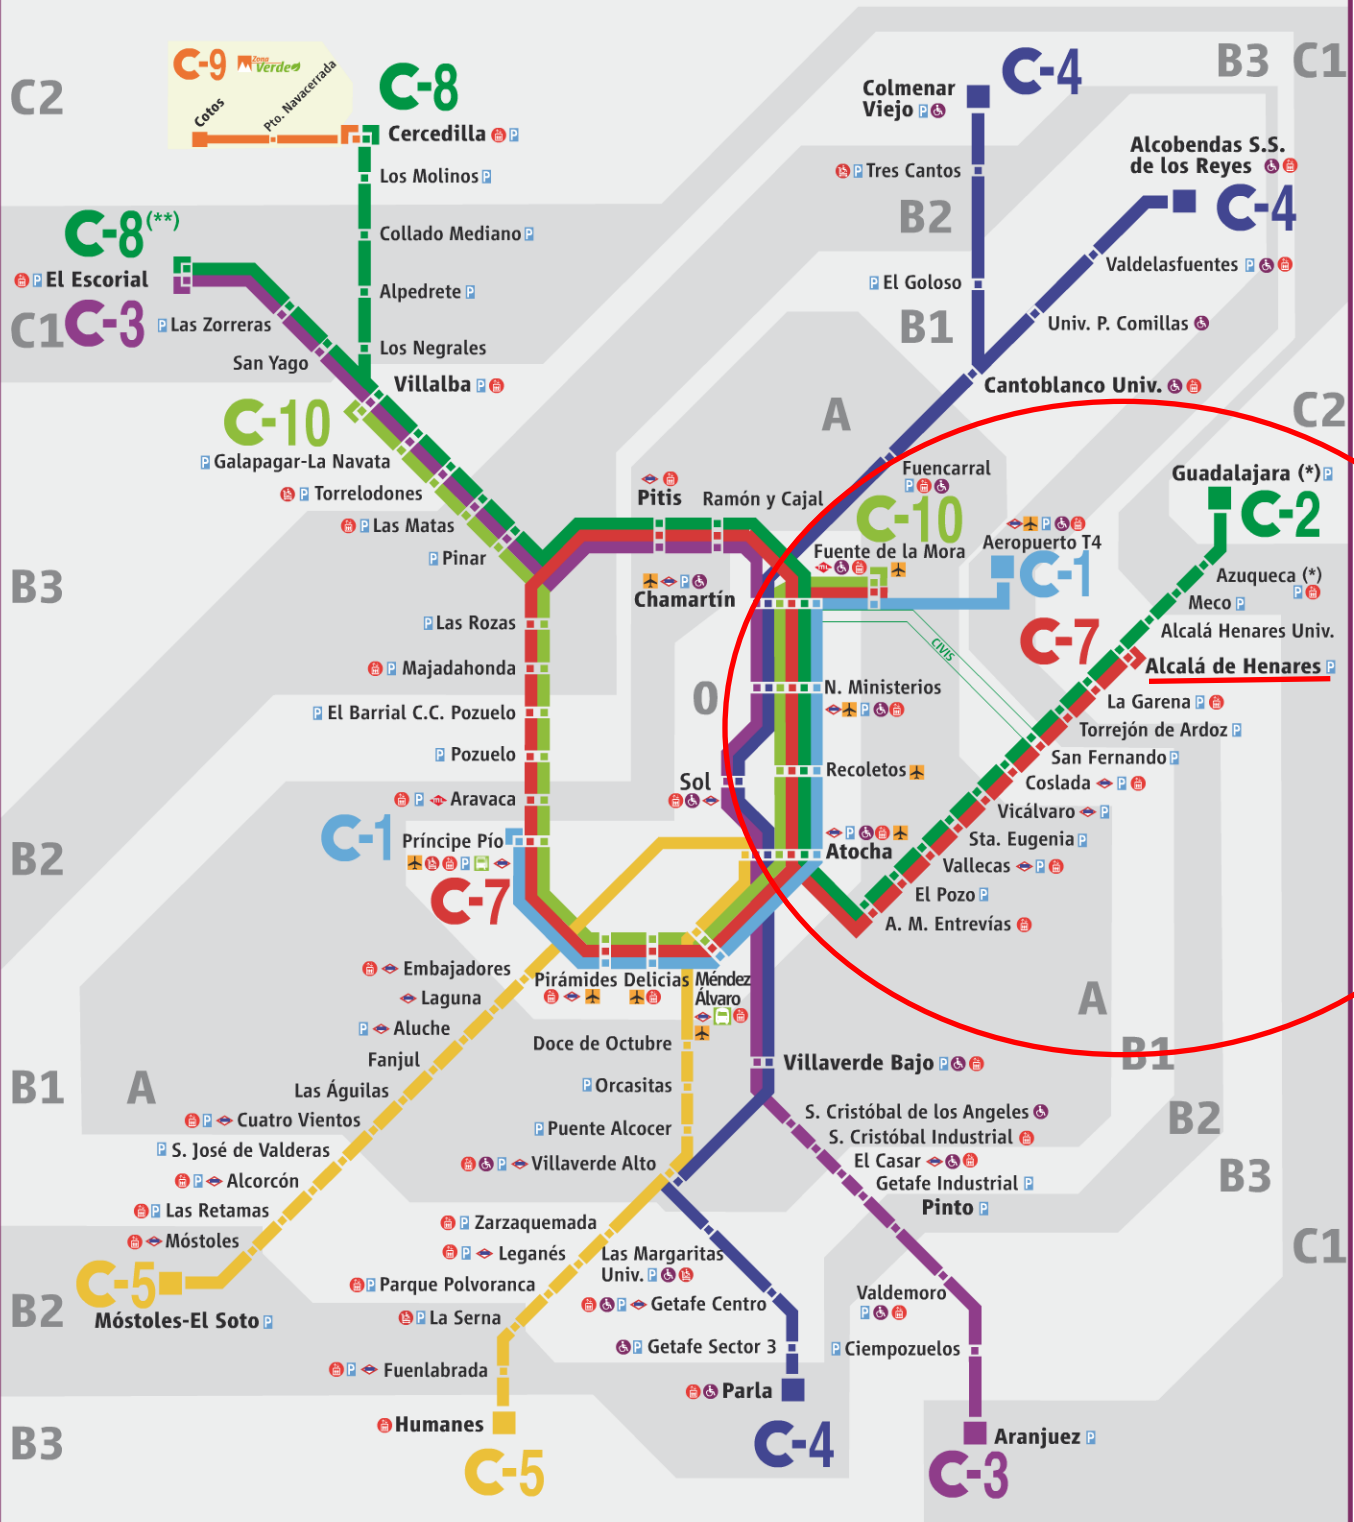 C-9 Zona Verde
Cotos
Pto. Navacerrada
C-8
Cercedilla P
Los Molinos P
Collado Mediano P
Alpedrete P
Los Negrales
Villalba P
C-8(**)
P El Escorial
C-3
P Las Zorreras
San Yago
C-10
P Galapagar-La Navata
P Torrelodones
P Las Matas
P Pinar
P Las Rozas
P Majadahonda
P El Barrial C.C. Pozuelo
P Pozuelo
P Aravaca
C-1
Príncipe Pío
P
C-7
Pitis
Ramón y Cajal
P
Chamartín
C-4
Colmenar
Viejo P
P Tres Cantos
P El Goloso
Alcobendas S.S.
de los Reyes
C-4
Valdelasfuentes P
Univ. P. Comillas
Cantoblanco Univ.
Fuencarral
P
C-10
Fuente de la Mora
P
Aeropuerto T4
C-1
CIVIS
N. Ministerios
P
Recoletos
Sol
P
Atocha
Guadalajara (*) P
C-2
Azuqueca (*)
P
Meco P
Alcalá Henares Univ.
C-7
Alcalá de Henares P
La Garena P
Torrejón de Ardoz P
San Fernando P
Coslada P
Vicálvaro P
Sta. Eugenia P
Vallecas P
El Pozo P
A. M. Entrevías
Embajadores
Laguna
P Aluche
Fanjul
Las Águilas
P Cuatro Vientos
P S. José de Valderas
P Alcorcón
P Las Retamas
Móstoles
C-5
Móstoles-El Soto P
Pirámides
Delicias
Méndez
Álvaro
Doce de Octubre
P Orcasitas
P Puente Alcocer
P Villaverde Alto
P Zarzaquemada
P Leganés
P Parque Polvoranca
P La Serna
P Fuenlabrada
Humanes
C-5
Villaverde Bajo P
S. Cristóbal de los Angeles
S. Cristóbal Industrial
El Casar
Getafe Industrial P
Pinto P
Valdemoro
P
P Ciempozuelos
Aranjuez P
C-3
Las Margaritas
Univ. P
P Getafe Centro
P Getafe Sector 3
Parla
C-4
C2
C1
B3
B2
B1
A
B2
B3
B3
C1
B2
B1
A
C2
0
A
B1
B2
B3
C1